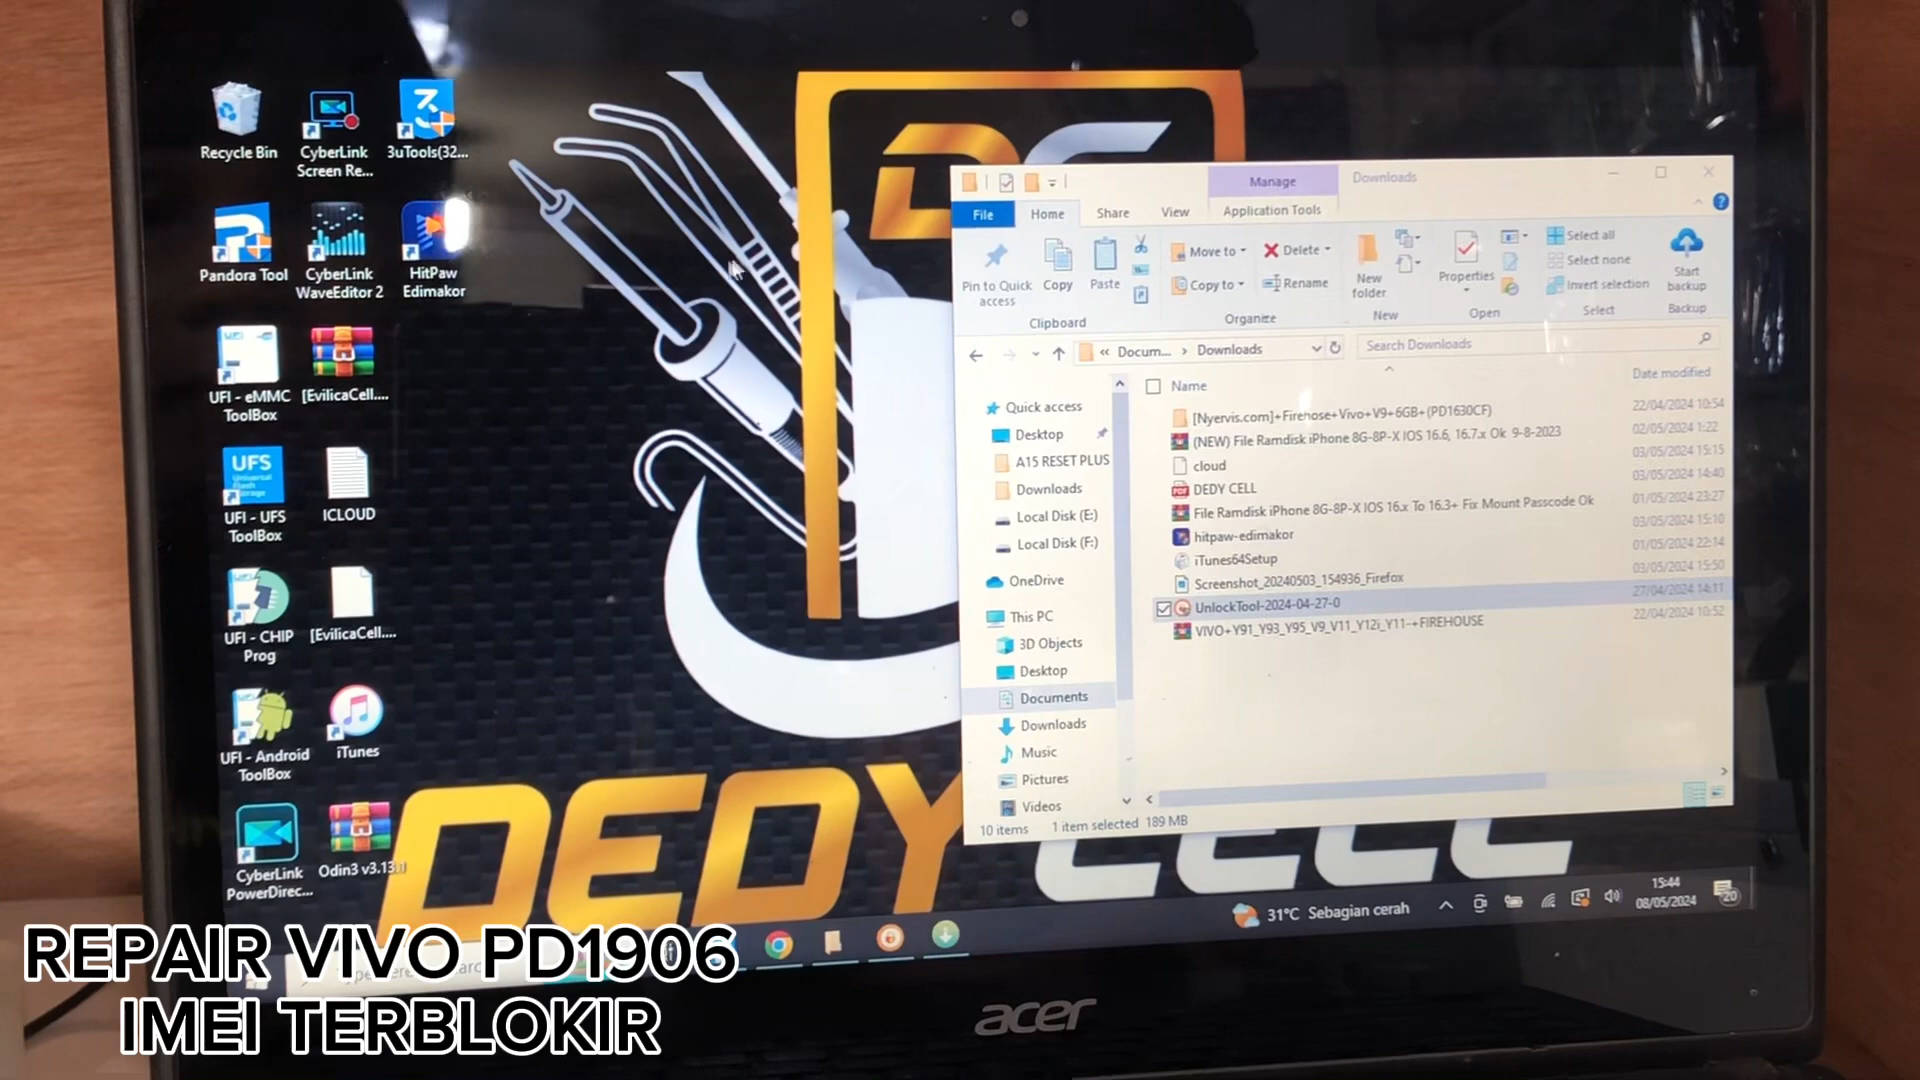 Recycle Bin
CyberLink
Screen Re...
3uTools(32...
Pandora Tool
CyberLink
WaveEditor 2
HitPaw
Edimakor
UFI - eMMC
ToolBox
[EvilicaCell....
UFS
UFI - UFS
ToolBox
ICLOUD
UFI - CHIP
Prog
[EvilicaCell....
UFI - Android
ToolBox
iTunes
CyberLink
PowerDirec...
Odin3 v3.13.1
DC
DEDY CELL
Manage
Downloads
File
Home
Share
View
Application Tools
Pin to Quick
access
Copy
Paste
Clipboard
Move to
Copy to
Delete
Rename
Organize
New
folder
New
Properties
Open
Select all
Select none
Invert selection
Select
Start
backup
Backup
« Docum... › Downloads
Search Downloads
Quick access
Desktop
A15 RESET PLUS
Downloads
Local Disk (E:)
Local Disk (F:)
OneDrive
This PC
3D Objects
Desktop
Documents
Downloads
Music
Pictures
Videos
Name
Date modified
[Nyervis.com]+Firehose+Vivo+V9+6GB+(PD1630CF)
22/04/2024 10:54
(NEW) File Ramdisk iPhone 8G-8P-X IOS 16.6, 16.7.x Ok 9-8-2023
02/05/2024 1:22
cloud
03/05/2024 15:15
DEDY CELL
03/05/2024 14:40
File Ramdisk iPhone 8G-8P-X IOS 16.x To 16.3+ Fix Mount Passcode Ok
01/05/2024 23:27
hitpaw-edimakor
03/05/2024 15:10
iTunes64Setup
01/05/2024 22:14
Screenshot_20240503_154936_Firefox
03/05/2024 15:50
UnlockTool-2024-04-27-0
27/04/2024 14:11
VIVO+Y91_Y93_Y95_V9_V11_Y12i_Y11--+FIREHOUSE
22/04/2024 10:52
10 items 1 item selected 189 MB
31°C Sebagian cerah
15:44
08/05/2024
20
acer
REPAIR VIVO PD1906
IMEI TERBLOKIR